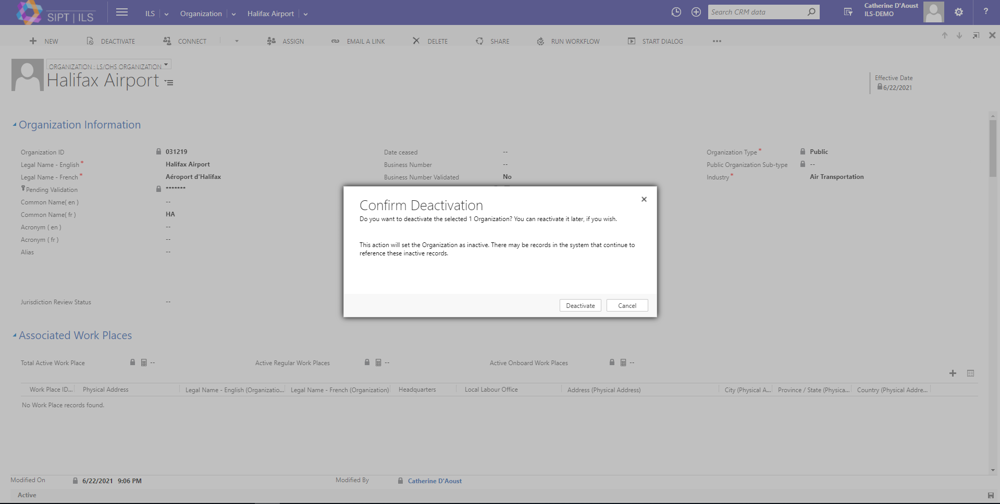 SIPT | ILS
ILS
Organization
Halifax Airport
Search CRM data
Catherine D'Aoust
ILS-DEMO
?
NEW
DEACTIVATE
CONNECT
ASSIGN
EMAIL A LINK
DELETE
SHARE
RUN WORKFLOW
START DIALOG
ORGANIZATION : LS/OHS ORGANIZATION
Halifax Airport
Effective Date
6/22/2021
Organization Information
Organization ID 031219
Date ceased --
Organization Type* Public
Legal Name - English* Halifax Airport
Business Number --
Public Organization Sub-type --
Legal Name - French* Aéroport d'Halifax
Business Number Validated No
Industry* Air Transportation
Pending Validation *******
Common Name( en ) --
Common Name( fr ) HA
Acronym ( en ) --
Acronym ( fr ) --
Alias --
Jurisdiction Review Status --
Confirm Deactivation
Do you want to deactivate the selected 1 Organization? You can reactivate it later, if you wish.
This action will set the Organization as inactive. There may be records in the system that continue to
reference these inactive records.
Deactivate
Cancel
Associated Work Places
Total Active Work Place --
Active Regular Work Places --
Active Onboard Work Places --
Work Place ID...
Physical Address
Legal Name - English (Organizatio...
Legal Name - French (Organization)
Headquarters
Local Labour Office
Address (Physical Address)
City (Physical A...
Province / State (Physica...
Country (Physical Addre...
No Work Place records found.
Modified On 6/22/2021 9:06 PM
Modified By Catherine D'Aoust
Active